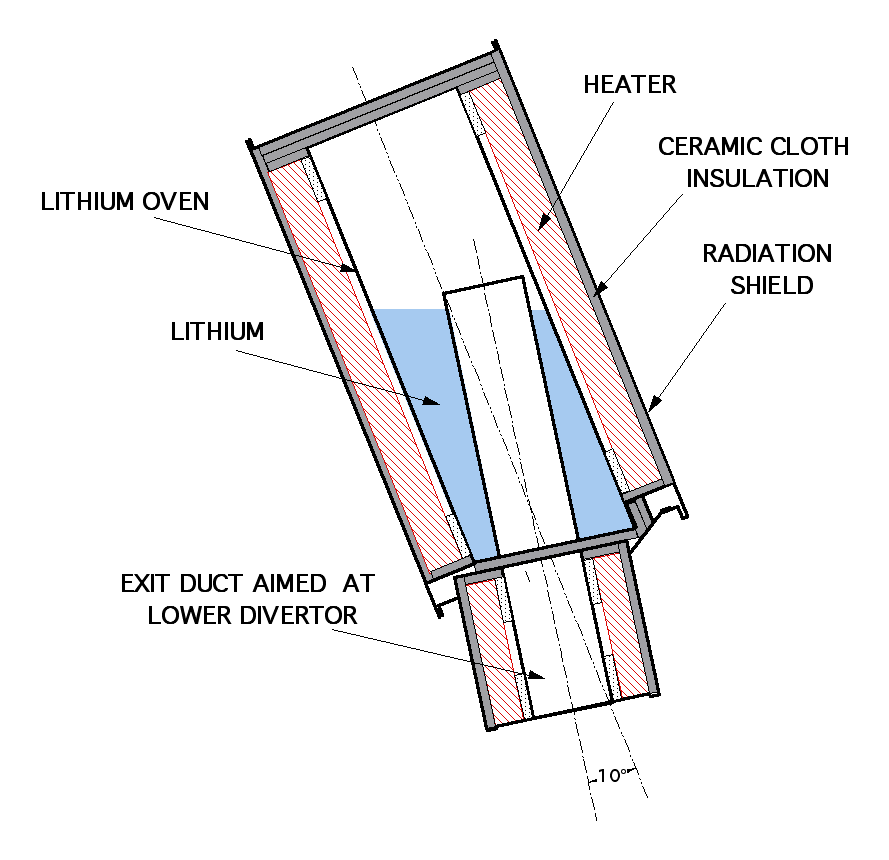 HEATER
CERAMIC CLOTH
INSULATION
LITHIUM OVEN
RADIATION
SHIELD
LITHIUM
EXIT DUCT AIMED AT
LOWER DIVERTOR
10°